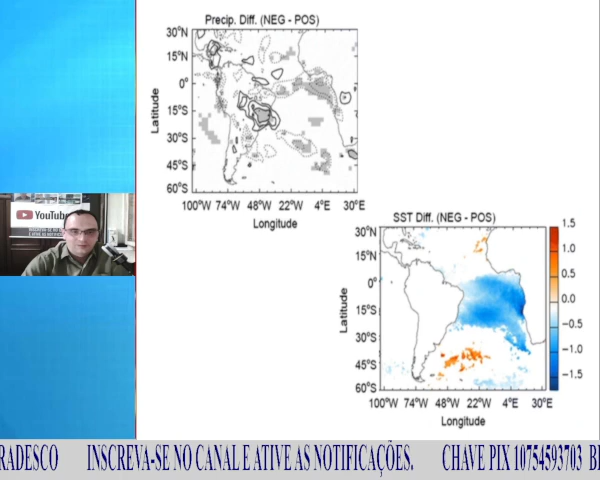 Precip. Diff. (NEG - POS)
30°N
15°N
0°
15°S
30°S
45°S
60°S
Latitude
100°W 74°W 48°W 22°W 4°E 30°E
Longitude
YouTube
SST Diff. (NEG - POS)
30°N
15°N
0°
15°S
30°S
45°S
60°S
Latitude
100°W 74°W 48°W 22°W 4°E 30°E
Longitude
1.5
1.0
0.5
0.0
-0.5
-1.0
-1.5
RADESCO INSCREVA-SE NO CANAL E ATIVE AS NOTIFICAÇÕES. CHAVE PIX 10754593703